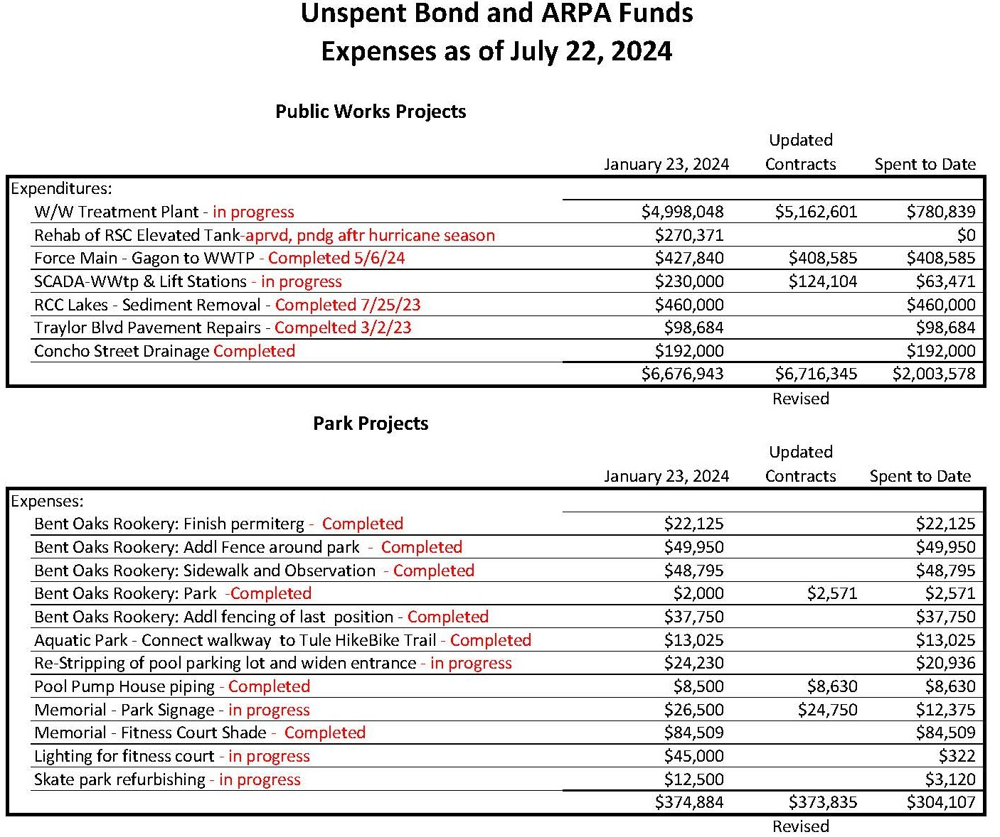 Unspent Bond and ARPA Funds
Expenses as of July 22, 2024
Public Works Projects
Updated
January 23, 2024 Contracts Spent to Date
Expenditures:
W/W Treatment Plant - in progress $4,998,048 $5,162,601 $780,839
Rehab of RSC Elevated Tank-aprvd, pndg aftr hurricane season $270,371 $0
Force Main - Gagon to WWTP - Completed 5/6/24 $427,840 $408,585 $408,585
SCADA-WWtp & Lift Stations - in progress $230,000 $124,104 $63,471
RCC Lakes - Sediment Removal - Completed 7/25/23 $460,000 $460,000
Traylor Blvd Pavement Repairs - Compelted 3/2/23 $98,684 $98,684
Concho Street Drainage Completed $192,000 $192,000
$6,676,943 $6,716,345 $2,003,578
Revised
Park Projects
Updated
January 23, 2024 Contracts Spent to Date
Expenses:
Bent Oaks Rookery: Finish permiterg - Completed $22,125 $22,125
Bent Oaks Rookery: Addl Fence around park - Completed $49,950 $49,950
Bent Oaks Rookery: Sidewalk and Observation - Completed $48,795 $48,795
Bent Oaks Rookery: Park -Completed $2,000 $2,571 $2,571
Bent Oaks Rookery: Addl fencing of last position - Completed $37,750 $37,750
Aquatic Park - Connect walkway to Tule HikeBike Trail - Completed $13,025 $13,025
Re-Stripping of pool parking lot and widen entrance - in progress $24,230 $20,936
Pool Pump House piping - Completed $8,500 $8,630 $8,630
Memorial - Park Signage - in progress $26,500 $24,750 $12,375
Memorial - Fitness Court Shade - Completed $84,509 $84,509
Lighting for fitness court - in progress $45,000 $322
Skate park refurbishing - in progress $12,500 $3,120
$374,884 $373,835 $304,107
Revised